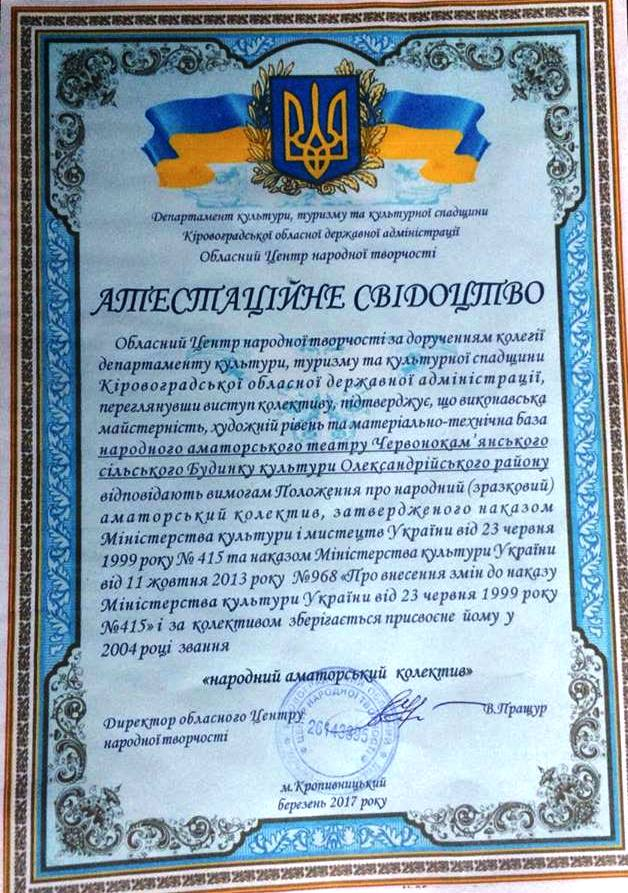 Департамент культури, туризму та культурної спадщини
Кіровоградської обласної державної адміністрації
Обласний Центр народної творчості
АТЕСТАЦІЙНЕ СВІДОЦТВО
Обласний Центр народної творчості за дорученням колегії
департаменту культури, туризму та культурної спадщини
Кіровоградської обласної державної адміністрації,
переглянувши виступ колективу, підтверджує, що виконавська
майстерність, художній рівень та матеріально-технічна база
народного аматорського театру Червонокам'янського
сільського Будинку культури Олександрійського району
відповідають вимогам Положення про народний (зразковий)
аматорський колектив, затвердженого наказом
Міністерства культури і мистецтв України від 23 червня
1999 року № 415 та наказом Міністерства культури України
від 11 жовтня 2013 року №968 «Про внесення змін до наказу
Міністерства культури України від 23 червня 1999 року
№415» і за колективом зберігається присвоєне йому у
2004 році звання
«народний аматорський колектив»
Директор обласного Центру
народної творчості
В.Пращур
м.Кропивницький
березень 2017 року